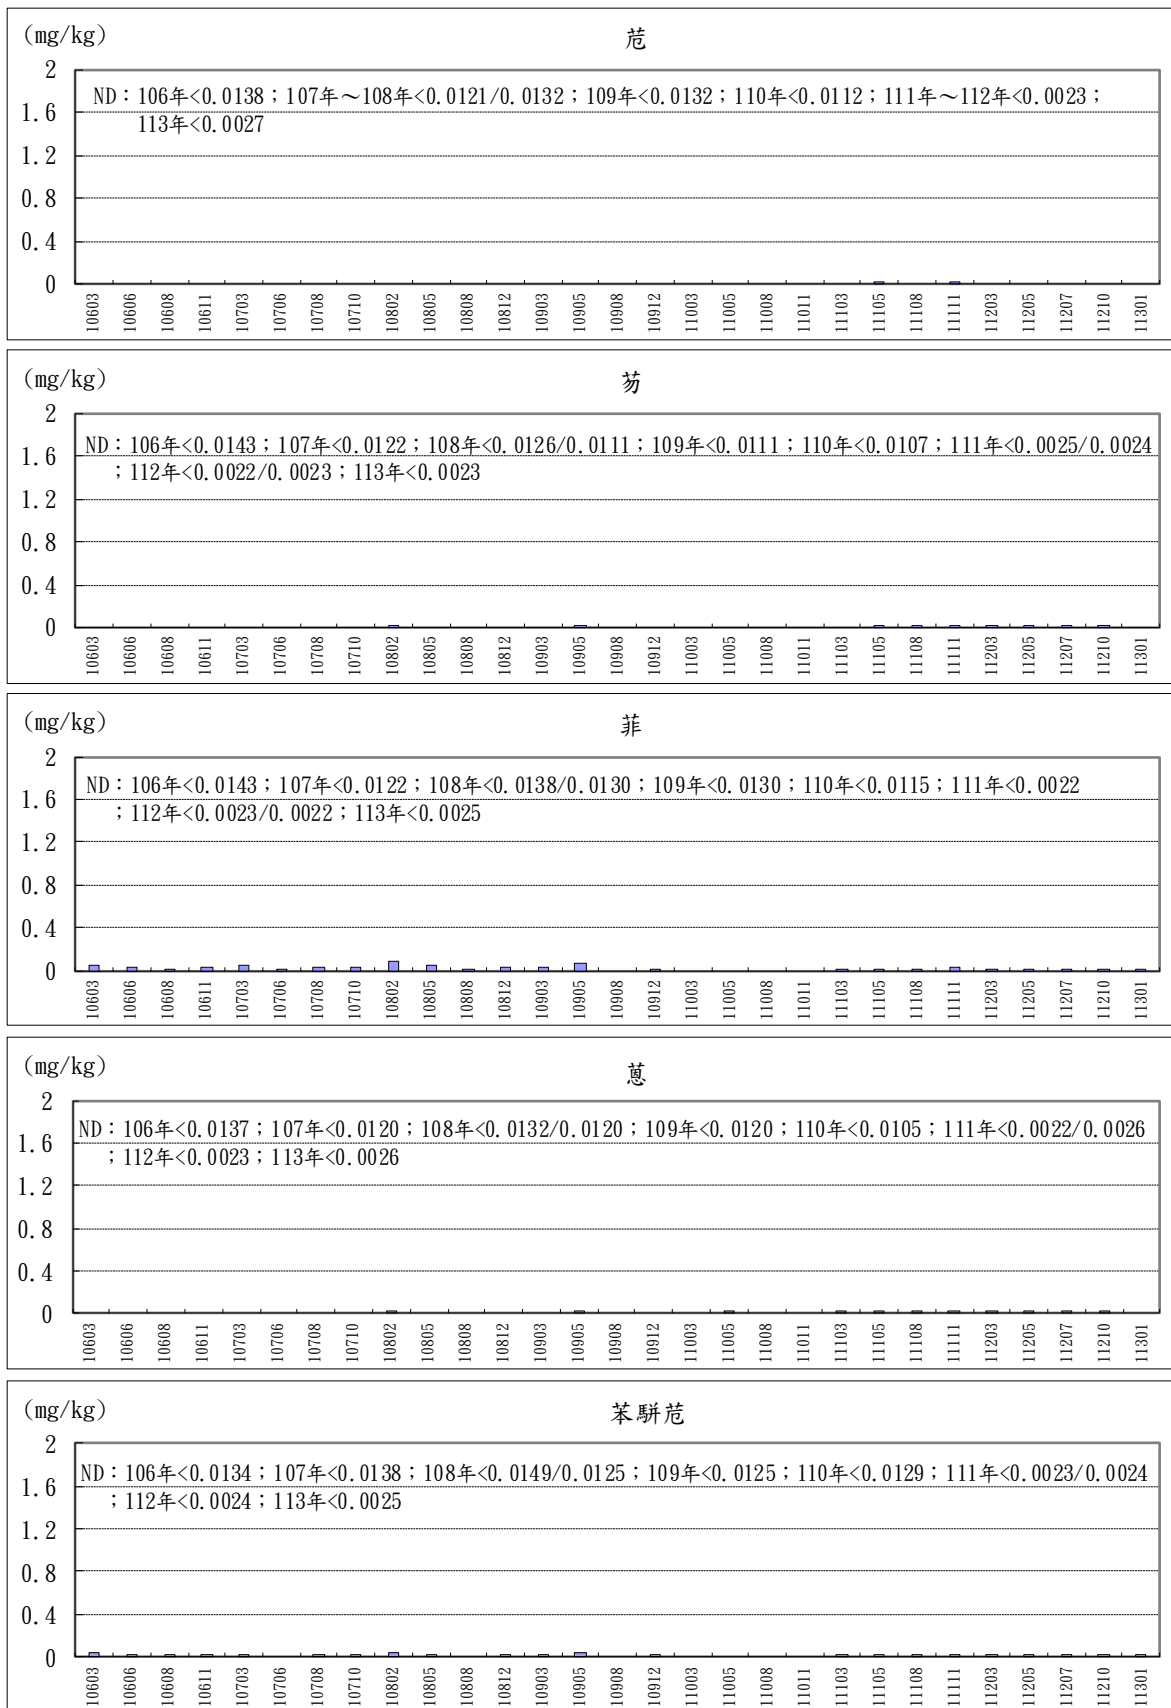 (mg/kg)
苊
2
ND：106年<0.0138；107年～108年<0.0121/0.0132；109年<0.0132；110年<0.0112；111年～112年<0.0023；
1.6
113年<0.0027
1.2
0.8
0.4
0
10603 10606 10608 10611 10703 10706 10708 10710 10802 10805 10808 10812 10903 10905 10908 10912 11003 11005 11008 11011 11103 11105 11108 11111 11203 11205 11207 11210 11301
(mg/kg)
芴
2
ND：106年<0.0143；107年<0.0122；108年<0.0126/0.0111；109年<0.0111；110年<0.0107；111年<0.0025/0.0024
1.6
；112年<0.0022/0.0023；113年<0.0023
1.2
0.8
0.4
0
10603 10606 10608 10611 10703 10706 10708 10710 10802 10805 10808 10812 10903 10905 10908 10912 11003 11005 11008 11011 11103 11105 11108 11111 11203 11205 11207 11210 11301
(mg/kg)
菲
2
ND：106年<0.0143；107年<0.0122；108年<0.0138/0.0130；109年<0.0130；110年<0.0115；111年<0.0022
1.6
；112年<0.0023/0.0022；113年<0.0025
1.2
0.8
0.4
0
10603 10606 10608 10611 10703 10706 10708 10710 10802 10805 10808 10812 10903 10905 10908 10912 11003 11005 11008 11011 11103 11105 11108 11111 11203 11205 11207 11210 11301
(mg/kg)
蒽
2
ND：106年<0.0137；107年<0.0120；108年<0.0132/0.0120；109年<0.0120；110年<0.0105；111年<0.0022/0.0026
1.6
；112年<0.0023；113年<0.0026
1.2
0.8
0.4
0
10603 10606 10608 10611 10703 10706 10708 10710 10802 10805 10808 10812 10903 10905 10908 10912 11003 11005 11008 11011 11103 11105 11108 11111 11203 11205 11207 11210 11301
(mg/kg)
苯駢苊
2
ND：106年<0.0134；107年<0.0138；108年<0.0149/0.0125；109年<0.0125；110年<0.0129；111年<0.0023/0.0024
1.6
；112年<0.0024；113年<0.0025
1.2
0.8
0.4
0
10603 10606 10608 10611 10703 10706 10708 10710 10802 10805 10808 10812 10903 10905 10908 10912 11003 11005 11008 11011 11103 11105 11108 11111 11203 11205 11207 11210 11301